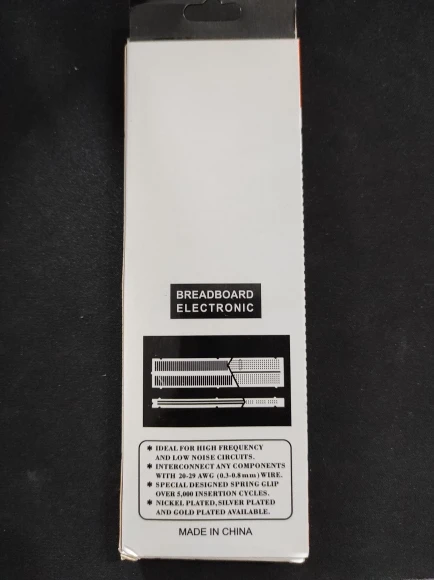 BREADBOARD
ELECTRONIC
* IDEAL FOR HIGH FREQUENCY
AND LOW NOISE CIRCUITS.
* INTERCONNECT ANY COMPONENTS
WITH 20-29 AWG (0.3-0.8mm) WIRE.
* SPECIAL DESIGNED SPRING GLIP
OVER 5,000 INSERTION CYCLES.
* NICKEL PLATED, SILVER PLATED
AND GOLD PLATED AVAILABLE.
MADE IN CHINA